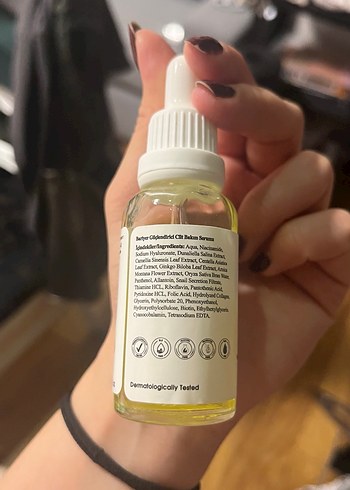 Bariyer Güçlendirici Cilt Bakım Serumu
İçindekiler/Ingredients: Aqua, Niacinamide,
Sodium Hyaluronate, Dunaliella Salina Extract,
Camellia Sinensis Leaf Extract, Centella Asiatica
Leaf Extract, Ginkgo Biloba Leaf Extract, Arnica
Montana Flower Extract, Oryza Sativa Bran Water,
Panthenol, Allantoin, Snail Secretion Filtrate,
Thiamine HCL, Riboflavin, Pantothenic Acid,
Pyridoxine HCL, Folic Acid, Hydrolyzed Collagen,
Glycerin, Polysorbate 20, Phenoxyethanol,
Hydroxyethylcellulose, Biotin, Ethylhexylglycerin,
Cyanocobalamin, Tetrasodium EDTA.
Dermatologically Tested